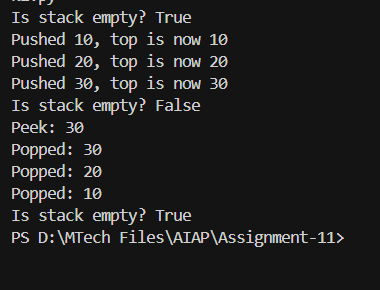 Is stack empty? True
Pushed 10, top is now 10
Pushed 20, top is now 20
Pushed 30, top is now 30
Is stack empty? False
Peek: 30
Popped: 30
Popped: 20
Popped: 10
Is stack empty? True
PS D:\MTech Files\AIAP\Assignment-11>